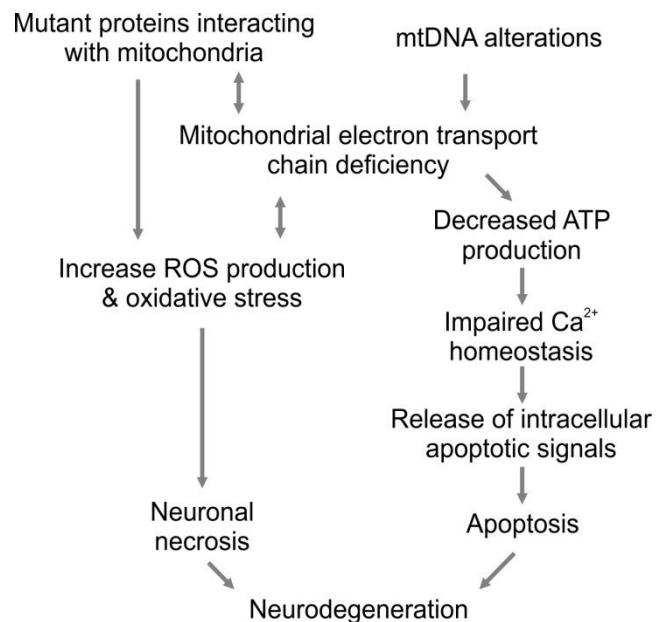 Mutant proteins interacting
with mitochondria
mtDNA alterations
Mitochondrial electron transport
chain deficiency
Decreased ATP
production
Increase ROS production
& oxidative stress
Impaired Ca²⁺
homeostasis
Release of intracellular
apoptotic signals
Neuronal
necrosis
Apoptosis
Neurodegeneration